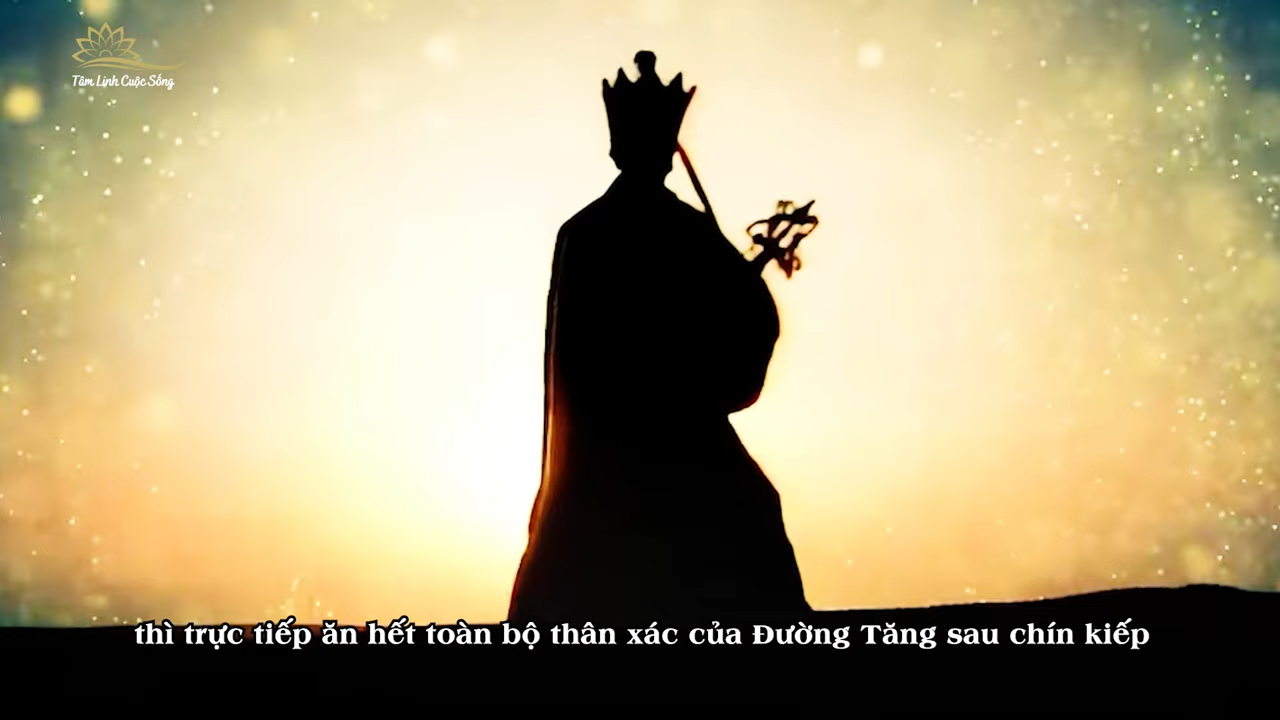 Tâm Linh Cuộc Sống
thì trực tiếp ăn hết toàn bộ thân xác của Đường Tăng sau chín kiếp